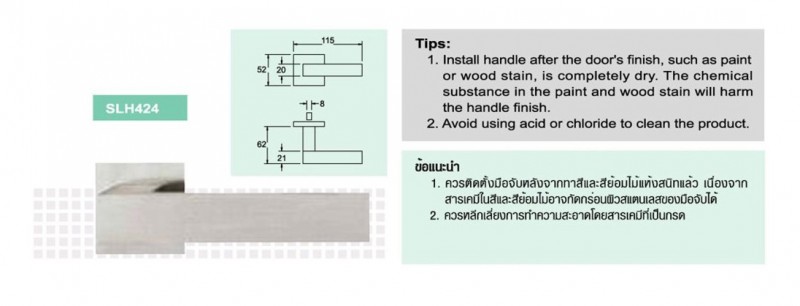 SLH424
115
52
20
8
62
21
Tips:
1. Install handle after the door's finish, such as paint
or wood stain, is completely dry. The chemical
substance in the paint and wood stain will harm
the handle finish.
2. Avoid using acid or chloride to clean the product.
ข้อแนะนำ
1. ควรติดตั้งมือจับหลังจากทาสีและสีย้อมไม้แห้งสนิทแล้ว เนื่องจาก
สารเคมีในสีและสีย้อมไม้อาจกัดกร่อนผิวสแตนเลสของมือจับได้
2. ควรหลีกเลี่ยงการทำความสะอาดโดยสารเคมีที่เป็นกรด